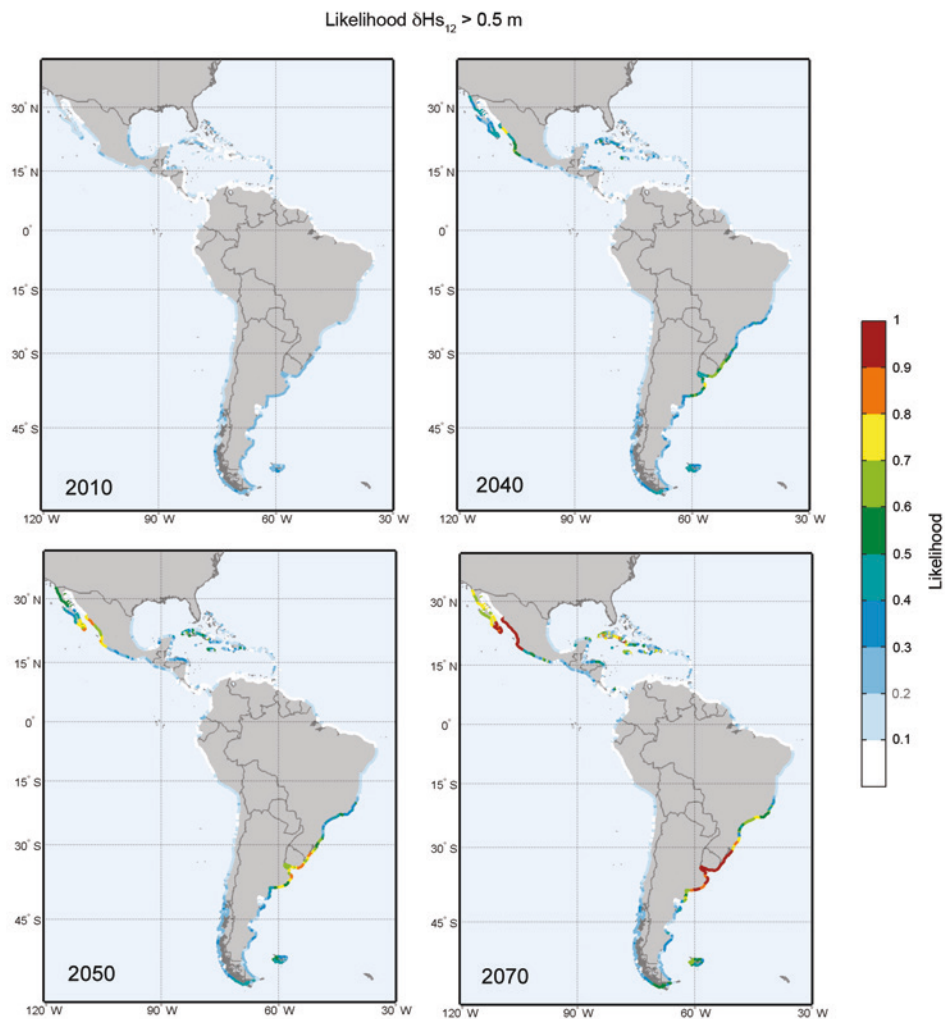 Likelihood δHs₁₂ > 0.5 m
30° N
15° N
0°
15° S
30° S
45° S
2010
120 W
90 W
60 W
30 W
30° N
15° N
0°
15° S
30° S
45° S
2040
120 W
90 W
60 W
30 W
30° N
15° N
0°
15° S
30° S
45° S
2050
120 W
90 W
60 W
30 W
30° N
15° N
0°
15° S
30° S
45° S
2070
120 W
90 W
60 W
30 W
1
0.9
0.8
0.7
0.6
0.5
0.4
0.3
0.2
0.1
Likelihood